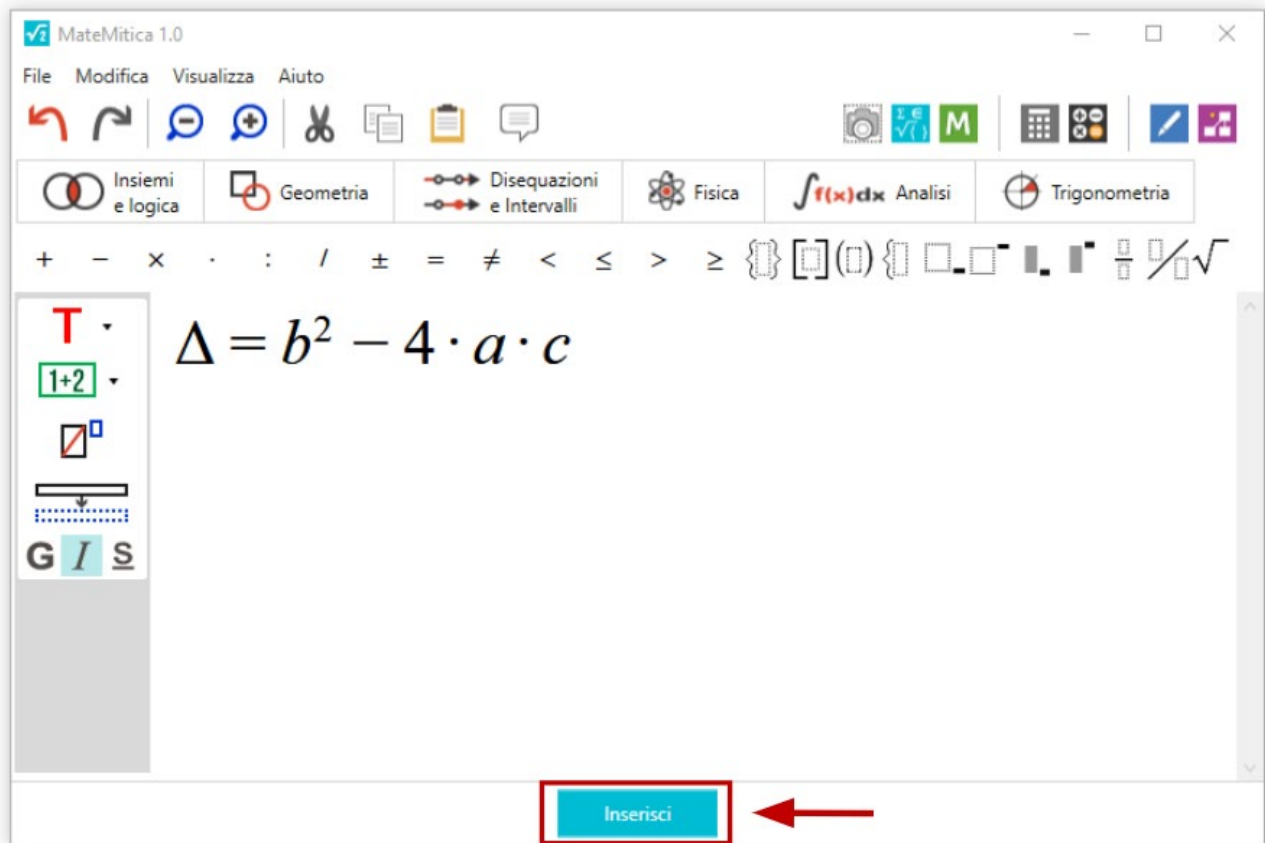 MateMitica 1.0
File Modifica Visualizza Aiuto
Σ ∈ √( ) M
Insiemi e logica Geometria Disequazioni e Intervalli Fisica ∫f(x)dx Analisi Trigonometria
+ − × · : / ± = ≠ < ≤ > ≥ {} [] () { √
T
1+2
G I S
Δ = b² − 4 · a · c
Inserisci